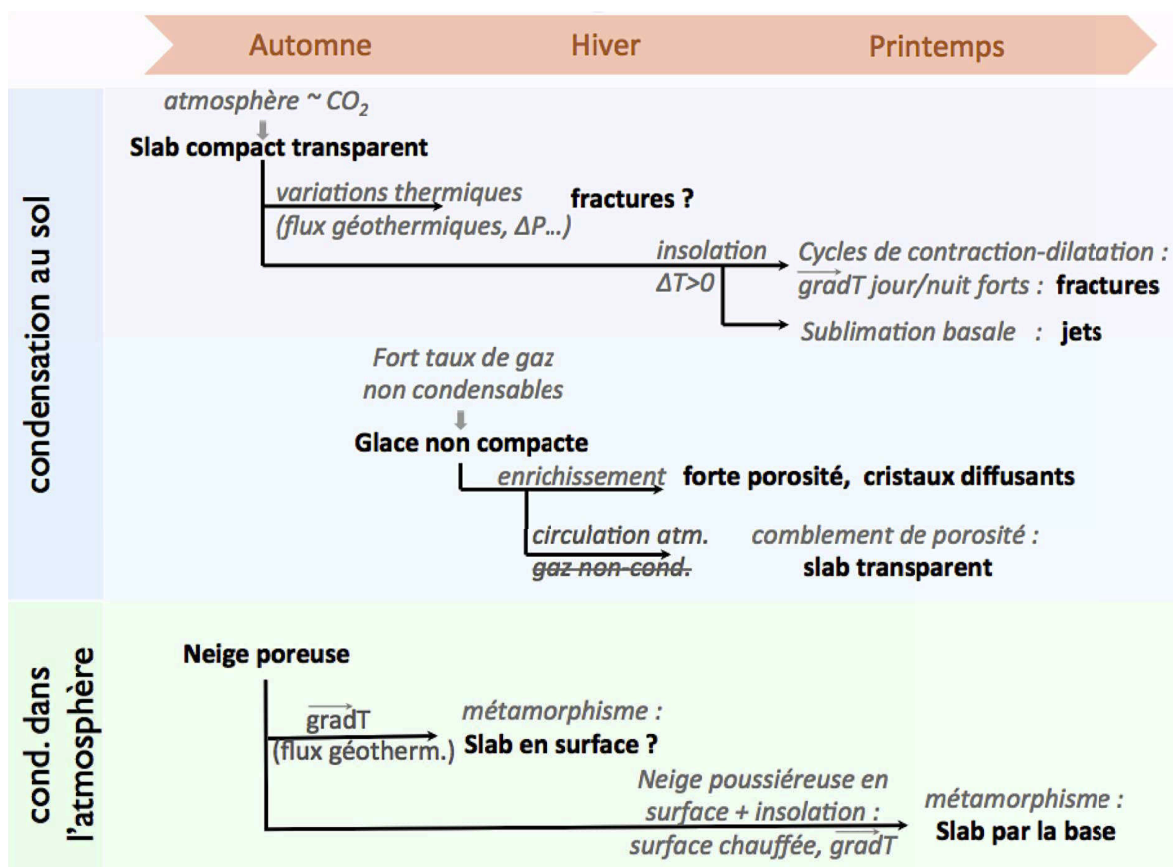 Automne Hiver Printemps
condensation au sol
atmosphère ~ CO₂
Slab compact transparent
variations thermiques
(flux géothermiques, ΔP...)
fractures ?
insolation
ΔT>0
Cycles de contraction-dilatation :
gradT jour/nuit forts : fractures
Sublimation basale : jets
Fort taux de gaz
non condensables
Glace non compacte
enrichissement
forte porosité, cristaux diffusants
circulation atm.
gaz non-cond.
comblement de porosité :
slab transparent
cond. dans
l'atmosphère
Neige poreuse
gradT
(flux géotherm.)
métamorphisme :
Slab en surface ?
Neige poussiéreuse en
surface + insolation :
surface chauffée, gradT
métamorphisme :
Slab par la base